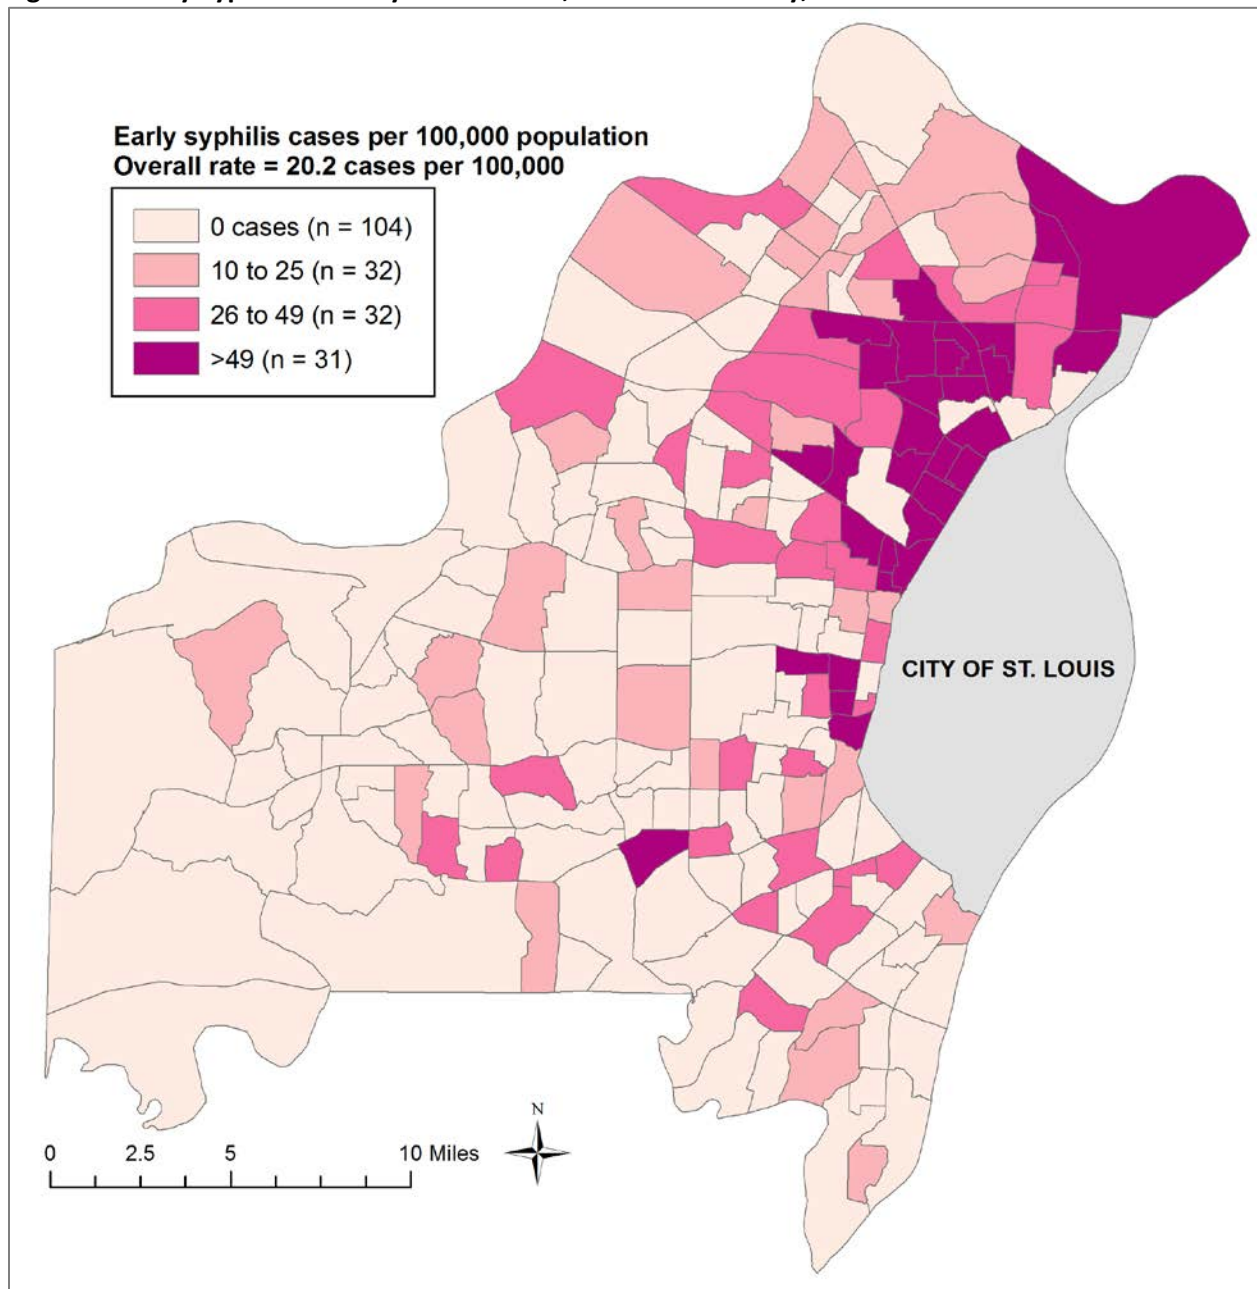 Early syphilis cases per 100,000 population
Overall rate = 20.2 cases per 100,000
0 cases (n = 104)
10 to 25 (n = 32)
26 to 49 (n = 32)
>49 (n = 31)
CITY OF ST. LOUIS
N
0 2.5 5 10 Miles